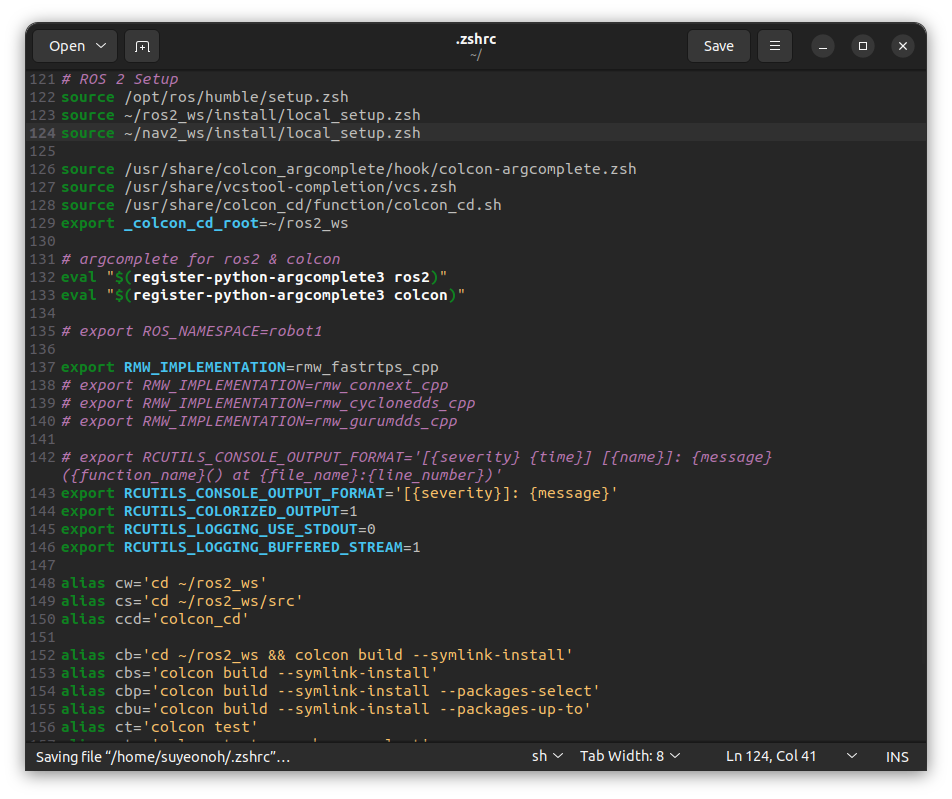 Open
.zshrc
~/
Save
121 # ROS 2 Setup
122 source /opt/ros/humble/setup.zsh
123 source ~/ros2_ws/install/local_setup.zsh
124 source ~/nav2_ws/install/local_setup.zsh
125
126 source /usr/share/colcon_argcomplete/hook/colcon-argcomplete.zsh
127 source /usr/share/vcstool-completion/vcs.zsh
128 source /usr/share/colcon_cd/function/colcon_cd.sh
129 export _colcon_cd_root=~/ros2_ws
130
131 # argcomplete for ros2 & colcon
132 eval "$(register-python-argcomplete3 ros2)"
133 eval "$(register-python-argcomplete3 colcon)"
134
135 # export ROS_NAMESPACE=robot1
136
137 export RMW_IMPLEMENTATION=rmw_fastrtps_cpp
138 # export RMW_IMPLEMENTATION=rmw_connext_cpp
139 # export RMW_IMPLEMENTATION=rmw_cyclonedds_cpp
140 # export RMW_IMPLEMENTATION=rmw_gurumdds_cpp
141
142 # export RCUTILS_CONSOLE_OUTPUT_FORMAT='[{severity} {time}] [{name}]: {message}
({function_name}() at {file_name}:{line_number})'
143 export RCUTILS_CONSOLE_OUTPUT_FORMAT='[{severity}]: {message}'
144 export RCUTILS_COLORIZED_OUTPUT=1
145 export RCUTILS_LOGGING_USE_STDOUT=0
146 export RCUTILS_LOGGING_BUFFERED_STREAM=1
147
148 alias cw='cd ~/ros2_ws'
149 alias cs='cd ~/ros2_ws/src'
150 alias ccd='colcon_cd'
151
152 alias cb='cd ~/ros2_ws && colcon build --symlink-install'
153 alias cbs='colcon build --symlink-install'
154 alias cbp='colcon build --symlink-install --packages-select'
155 alias cbu='colcon build --symlink-install --packages-up-to'
156 alias ct='colcon test'
Saving file “/home/suyeonoh/.zshrc”…
sh
Tab Width: 8
Ln 124, Col 41
INS